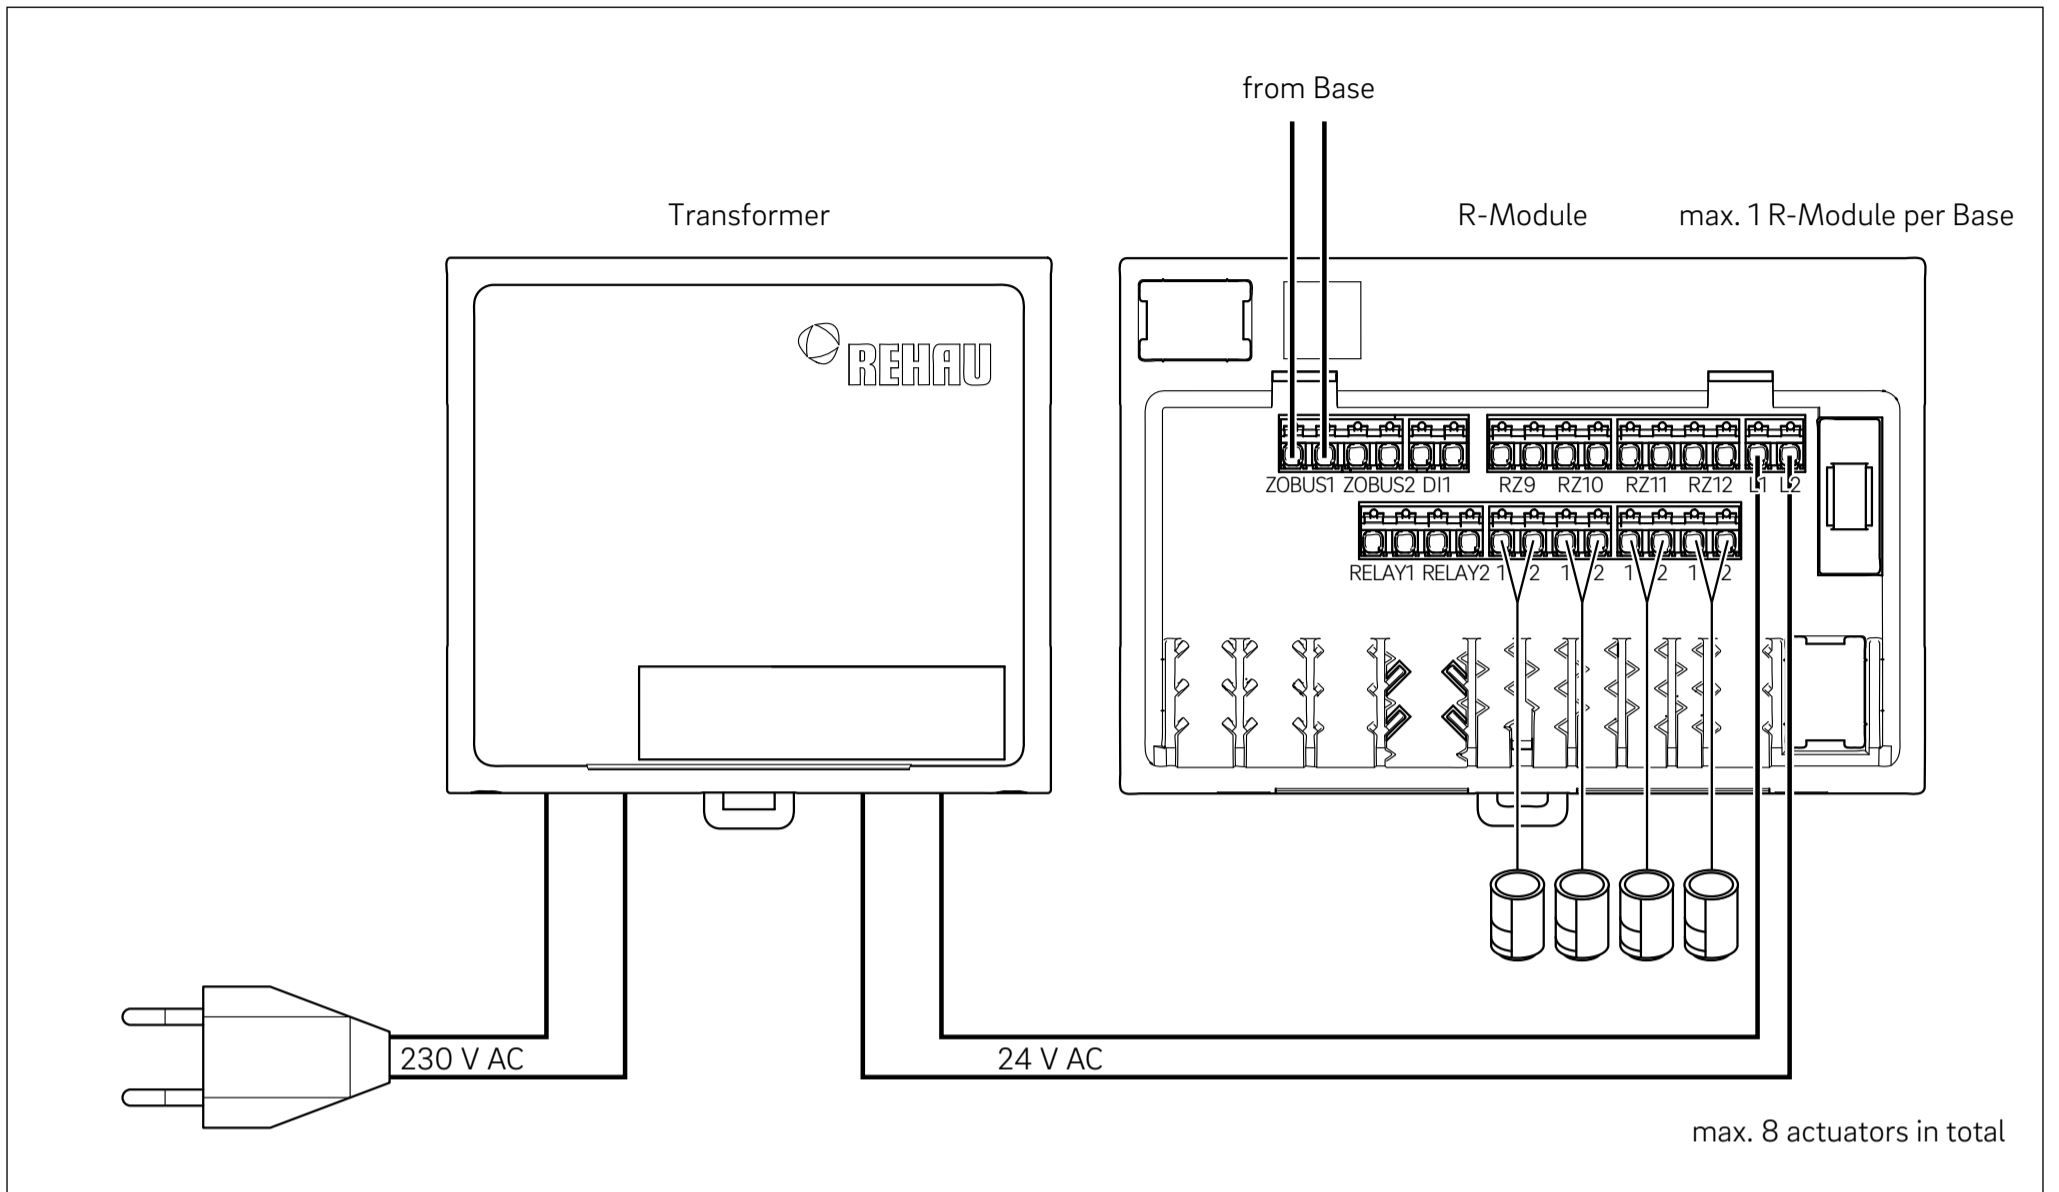 from Base
Transformer
R-Module
max. 1 R-Module per Base
REHAU
ZOBUS1 ZOBUS2 DI1 RZ9 RZ10 RZ11 RZ12 L1 L2
RELAY1 RELAY2 1 2 1 2 1 2 1 2
230 V AC
24 V AC
max. 8 actuators in total